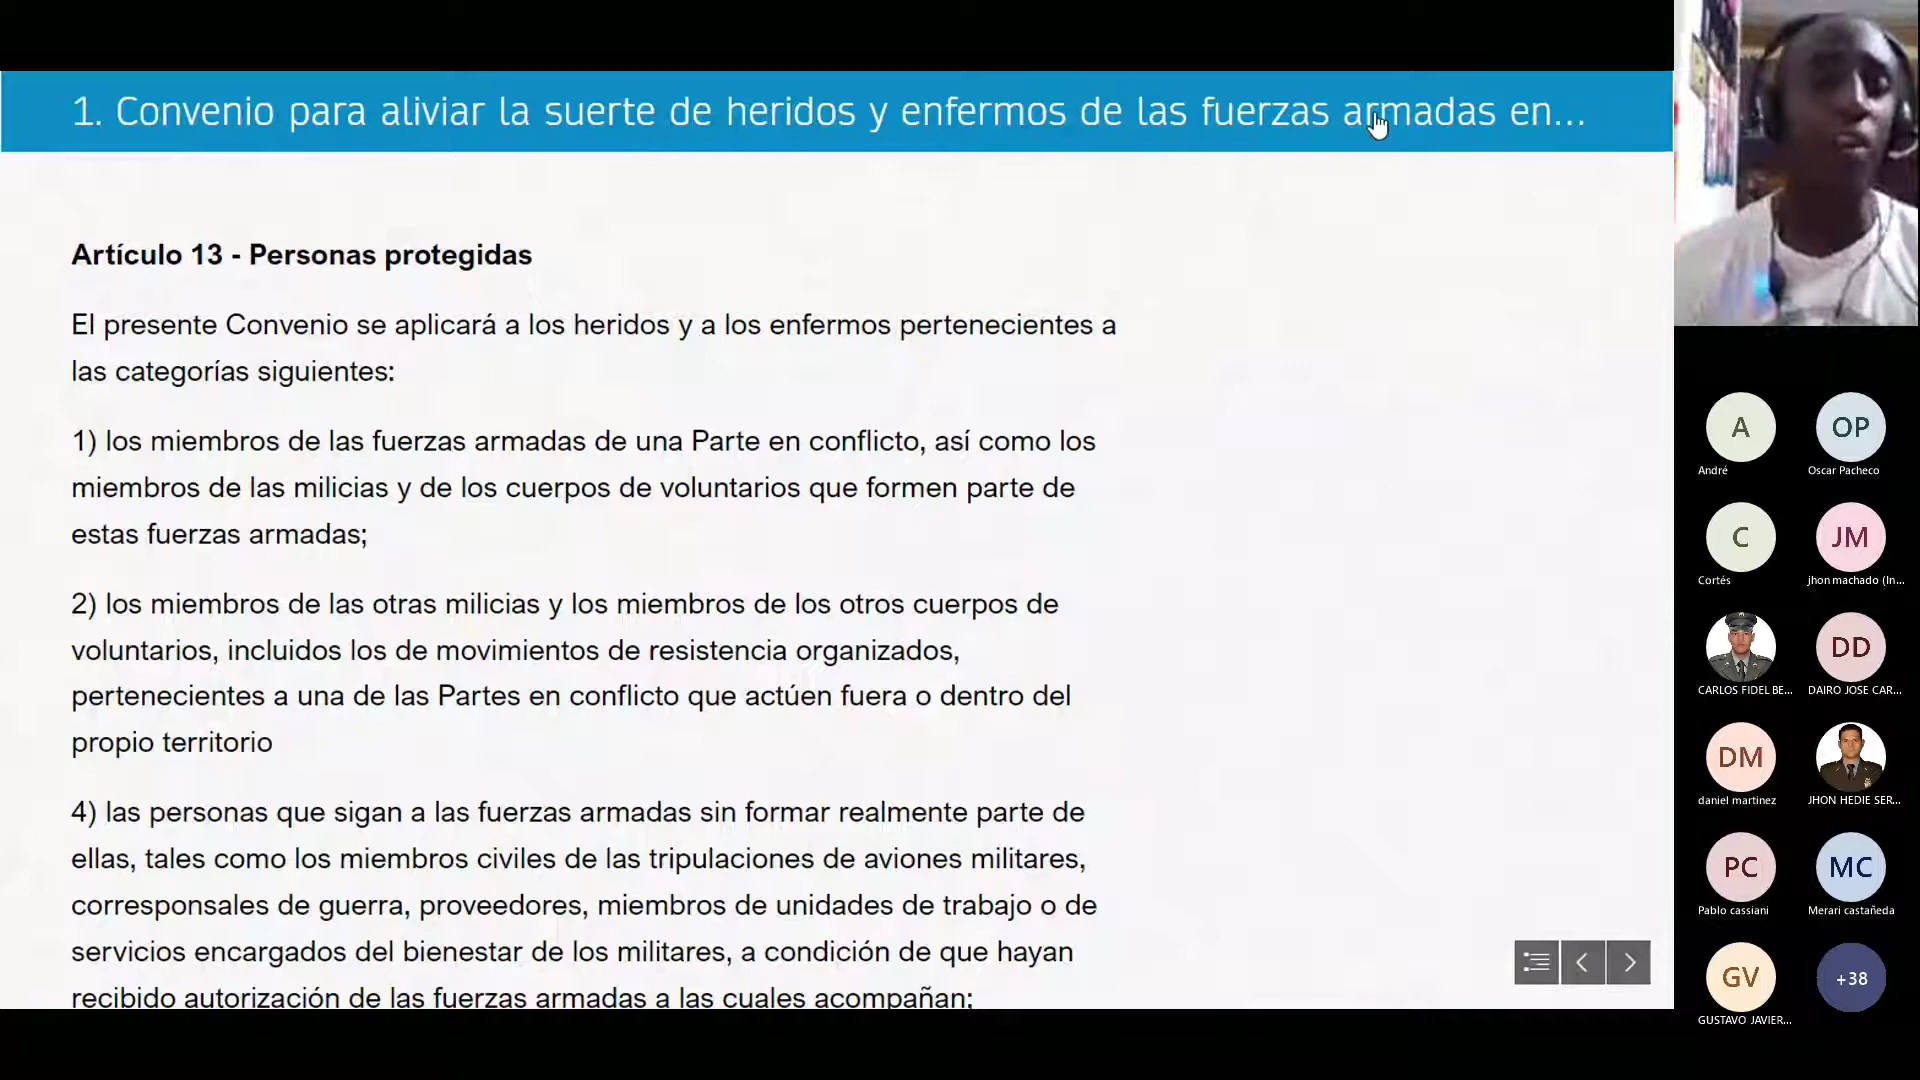 1. Convenio para aliviar la suerte de heridos y enfermos de las fuerzas armadas en...
Artículo 13 - Personas protegidas
El presente Convenio se aplicará a los heridos y a los enfermos pertenecientes a
las categorías siguientes:
1) los miembros de las fuerzas armadas de una Parte en conflicto, así como los
miembros de las milicias y de los cuerpos de voluntarios que formen parte de
estas fuerzas armadas;
2) los miembros de las otras milicias y los miembros de los otros cuerpos de
voluntarios, incluidos los de movimientos de resistencia organizados,
pertenecientes a una de las Partes en conflicto que actúen fuera o dentro del
propio territorio
4) las personas que sigan a las fuerzas armadas sin formar realmente parte de
ellas, tales como los miembros civiles de las tripulaciones de aviones militares,
corresponsales de guerra, proveedores, miembros de unidades de trabajo o de
servicios encargados del bienestar de los militares, a condición de que hayan
recibido autorización de las fuerzas armadas a las cuales acompañan;
A
OP
André
Oscar Pacheco
C
JM
Cortés
jhon machado (In...
DD
CARLOS FIDEL BE...
DAIRO JOSE CAR...
DM
daniel martinez
JHON HEDIE SER...
PC
MC
Pablo cassiani
Merari castañeda
GV
+38
GUSTAVO JAVIER...